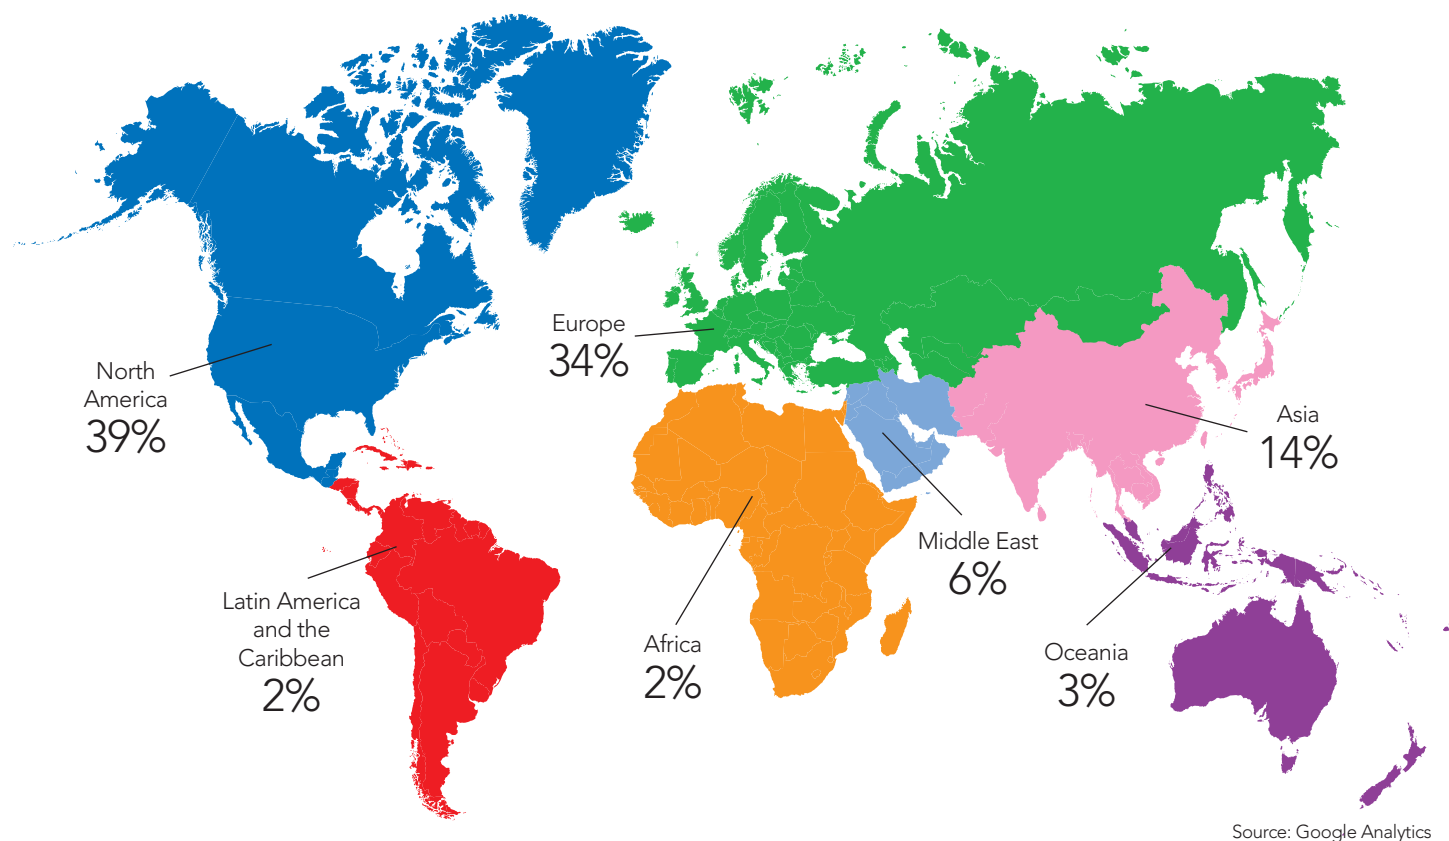 Europe
34%
North
America
39%
Asia
14%
Middle East
6%
Latin America
and the
Caribbean
2%
Africa
2%
Oceania
3%
Source: Google Analytics